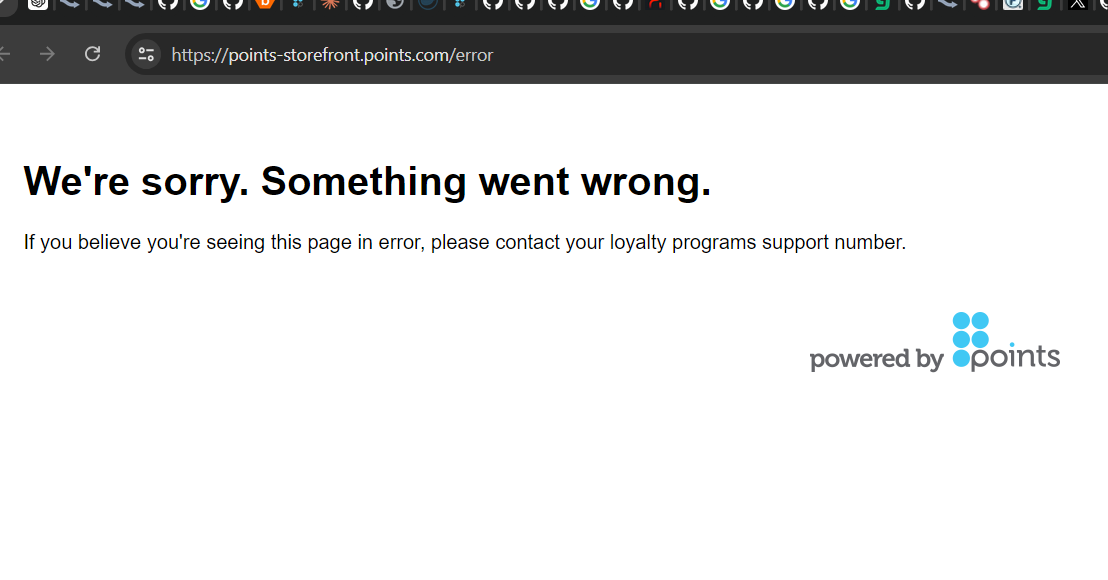 https://points-storefront.points.com/error
We're sorry. Something went wrong.
If you believe you're seeing this page in error, please contact your loyalty programs support number.
powered by points